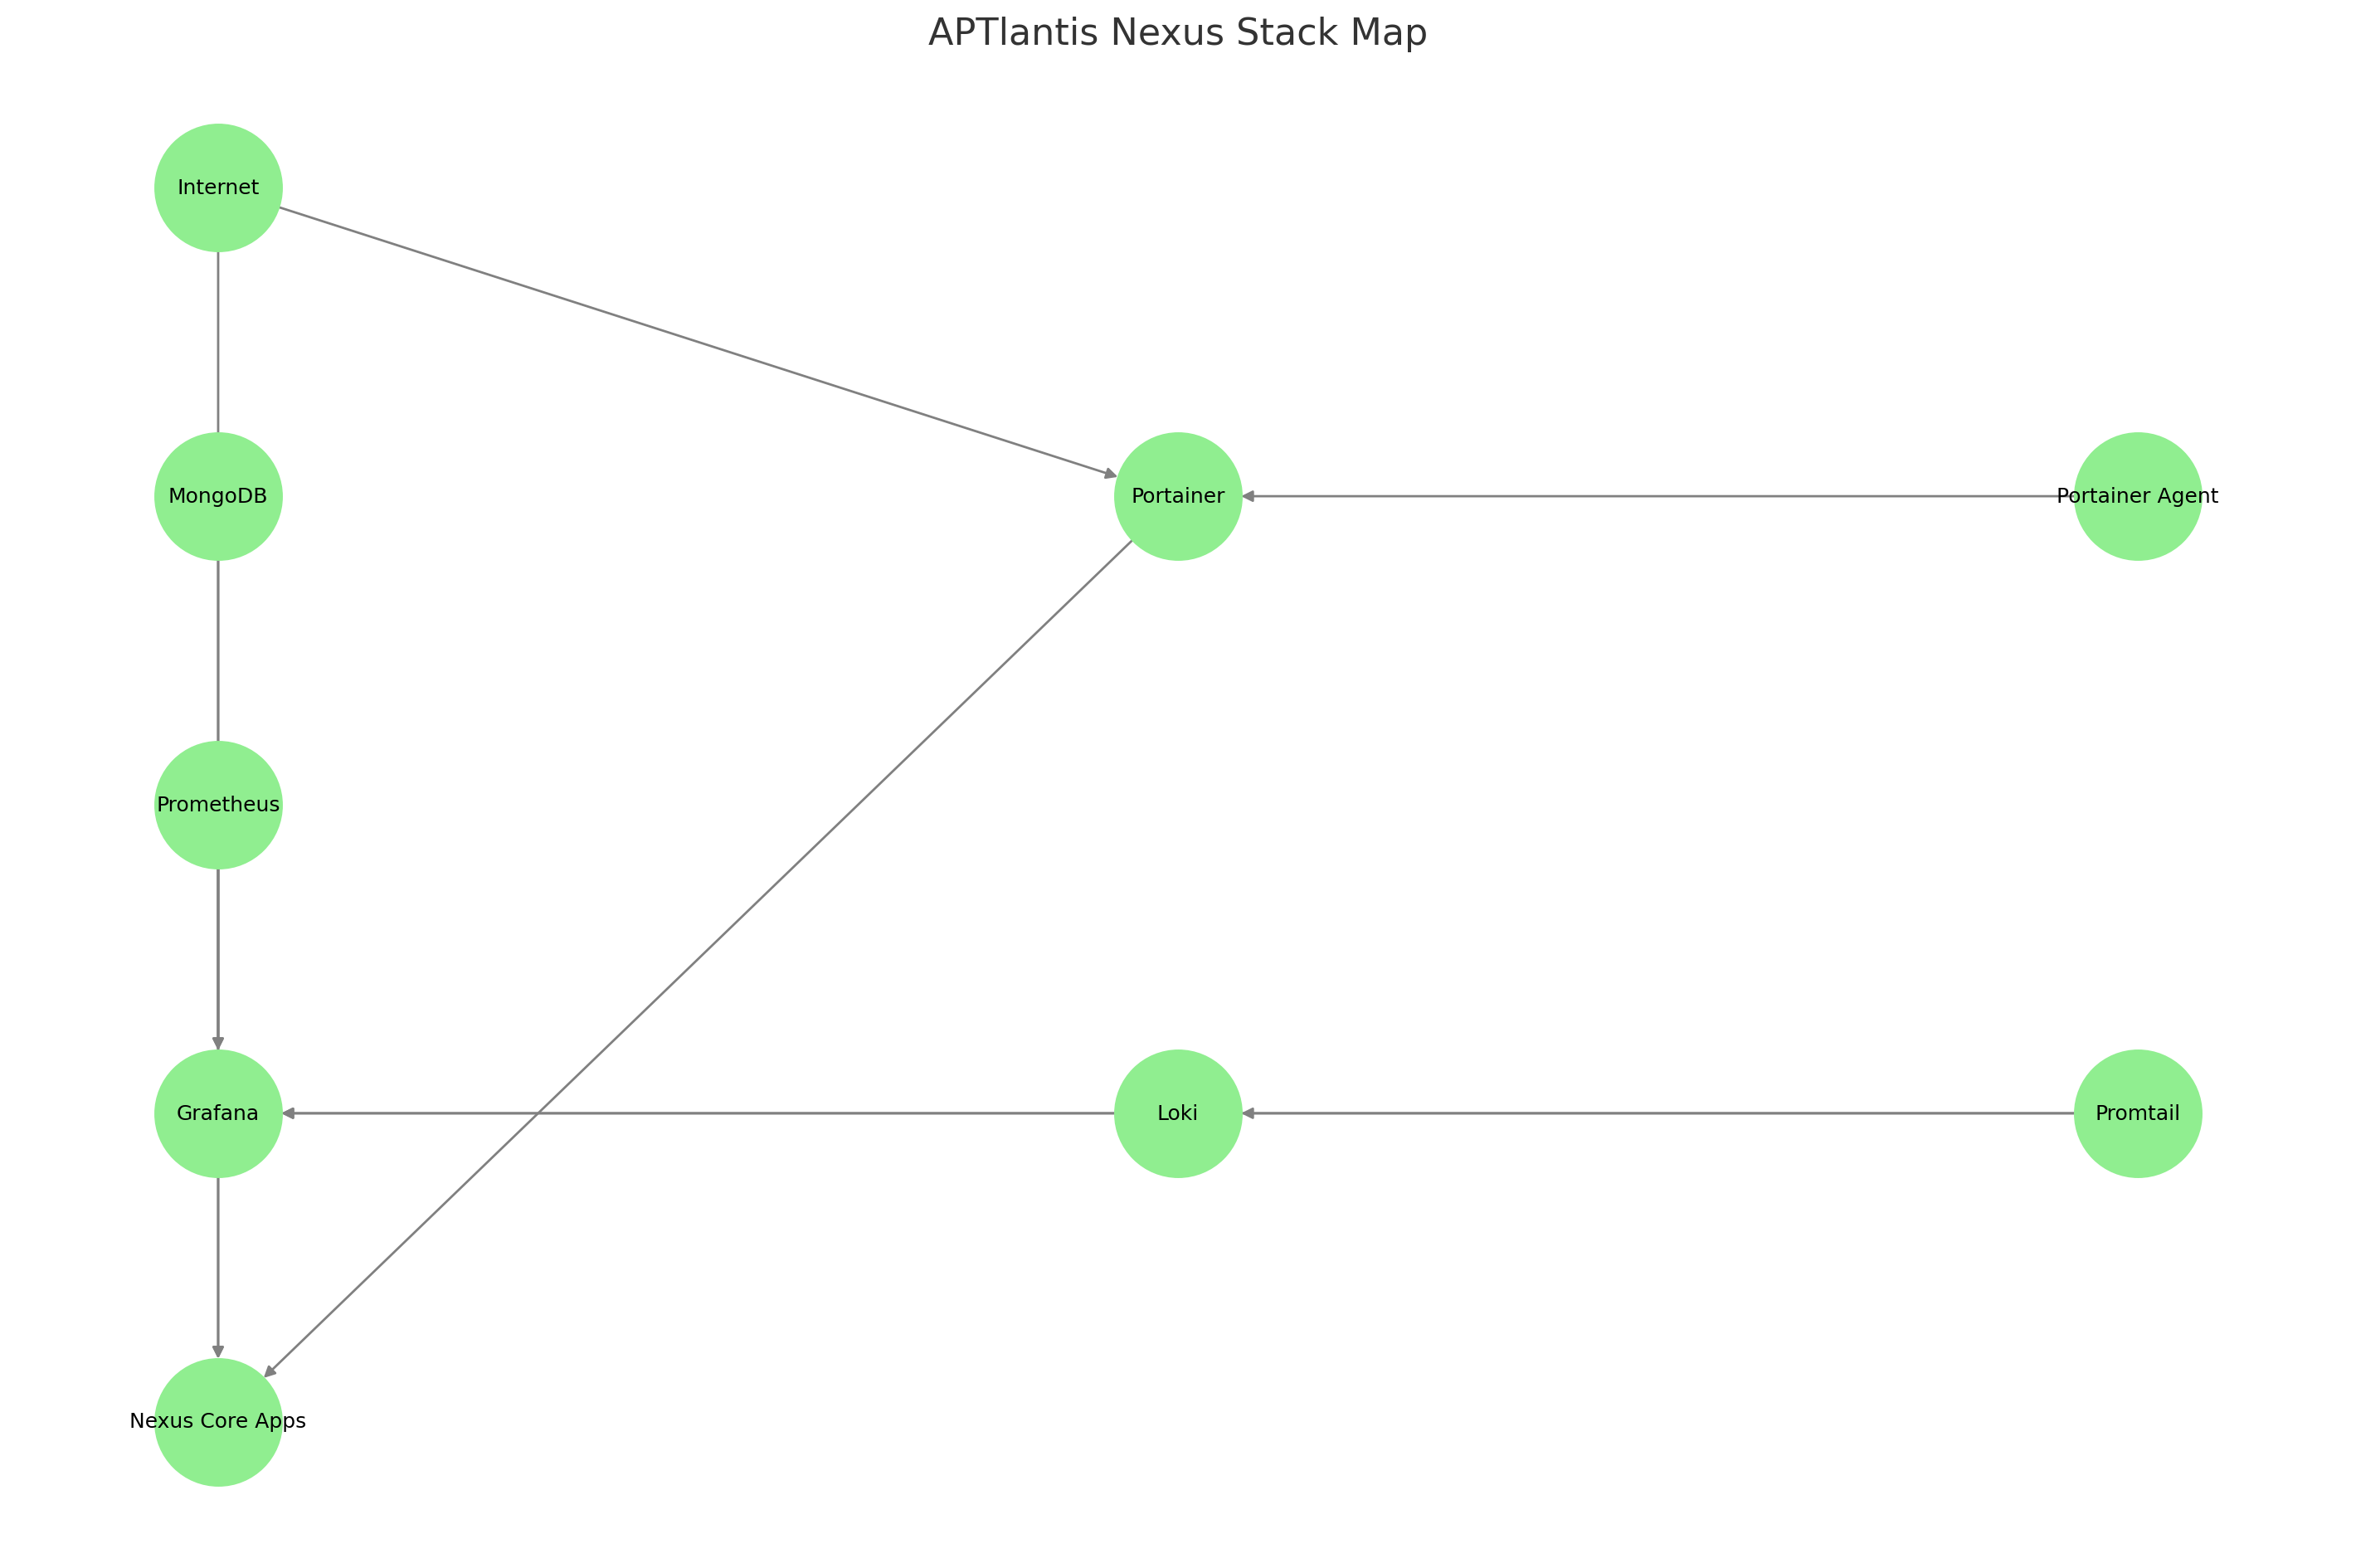 APTlantis Nexus Stack Map
Internet
MongoDB
Portainer
Portainer Agent
Prometheus
Grafana
Loki
Promtail
Nexus Core Apps